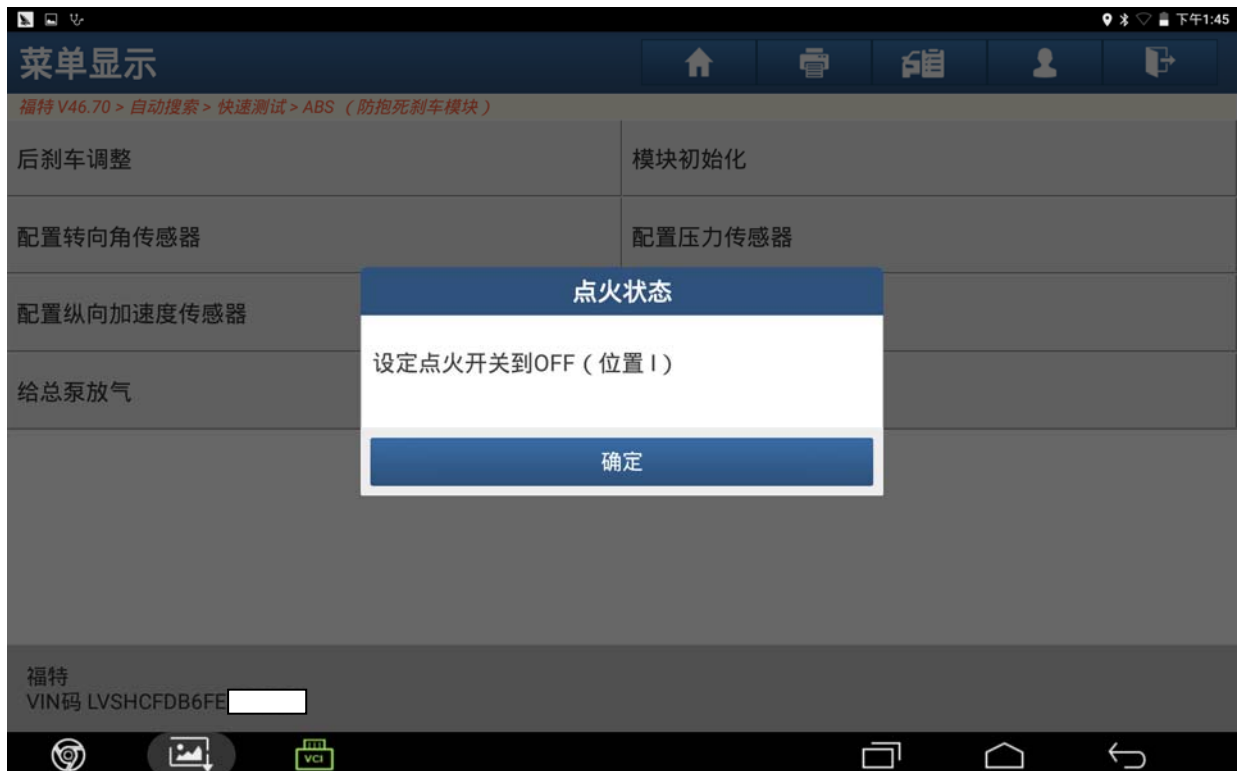 下午1:45
菜单显示
福特 V46.70 > 自动搜索 > 快速测试 > ABS （防抱死刹车模块）
后刹车调整
模块初始化
配置转向角传感器
配置压力传感器
配置纵向加速度传感器
给总泵放气
点火状态
设定点火开关到OFF（位置 I）
确定
福特
VIN码 LVSHCFDB6FE
VCI